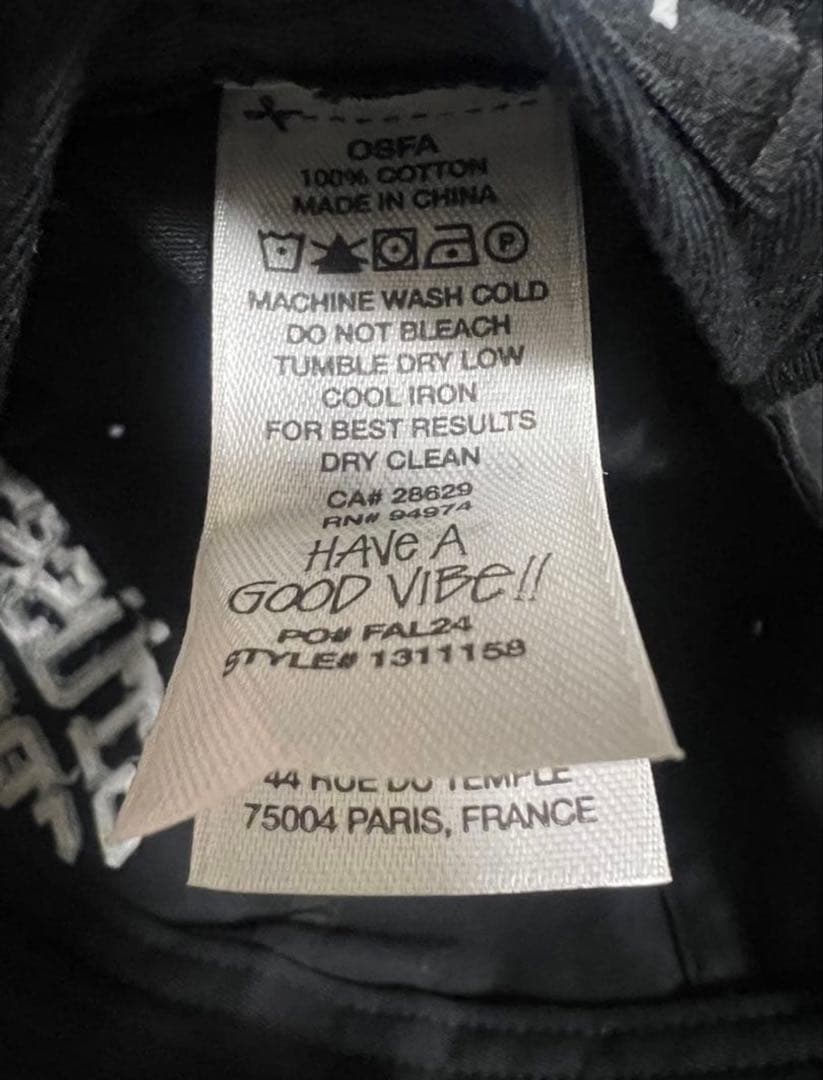 OSFA
100% COTTON
MADE IN CHINA
P
MACHINE WASH COLD
DO NOT BLEACH
TUMBLE DRY LOW
COOL IRON
FOR BEST RESULTS
DRY CLEAN
CA# 28629
RN# 94974
HAVe A
GOOD VIBe!!
PO# FAL24
STYLE# 1311158
44 RUE DU TEMPLE
75004 PARIS, FRANCE